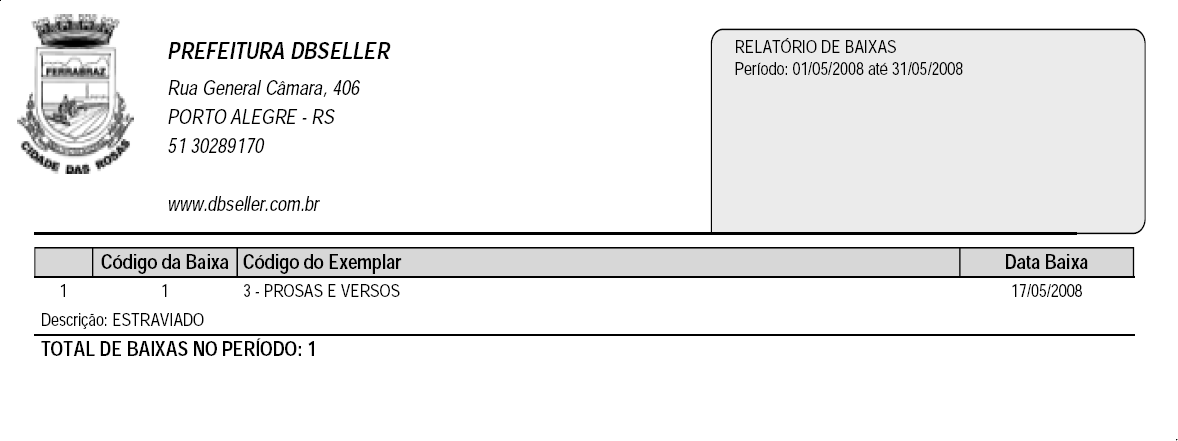 FERRABRAZ
CIDADE DAS ROSAS
PREFEITURA DBSELLER
Rua General Câmara, 406
PORTO ALEGRE - RS
51 30289170
www.dbseller.com.br
RELATÓRIO DE BAIXAS
Período: 01/05/2008 até 31/05/2008
Código da Baixa Código do Exemplar Data Baixa
1 1 3 - PROSAS E VERSOS 17/05/2008
Descrição: ESTRAVIADO
TOTAL DE BAIXAS NO PERÍODO: 1